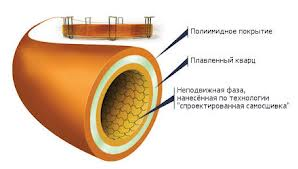 Полиимидное покрытие
Плавленный кварц
Неподвижная фаза,
нанесённая по технологии
"спроектированная самосшивка"